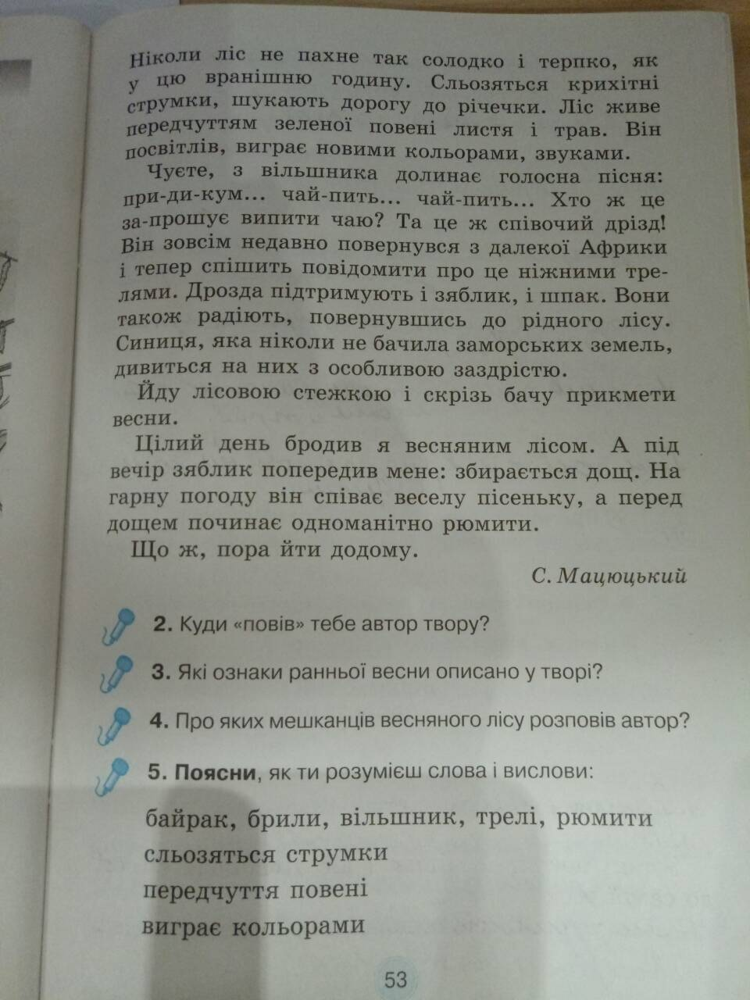 Ніколи ліс не пахне так солодко і терпко, як
у цю вранішню годину. Сльозяться крихітні
струмки, шукають дорогу до річечки. Ліс живе
передчуттям зеленої повені листя і трав. Він
посвітлів, виграє новими кольорами, звуками.
Чуєте, з вільшника долинає голосна пісня:
при-ди-кум... чай-пить... чай-пить... Хто ж це
за-прошує випити чаю? Та це ж співочий дрізд!
Він зовсім недавно повернувся з далекої Африки
і тепер спішить повідомити про це ніжними тре-
лями. Дрозда підтримують і зяблик, і шпак. Вони
також радіють, повернувшись до рідного лісу.
Синиця, яка ніколи не бачила заморських земель,
дивиться на них з особливою заздрістю.
Йду лісовою стежкою і скрізь бачу прикмети
весни.
Цілий день бродив я весняним лісом. А під
вечір зяблик попередив мене: збирається дощ. На
гарну погоду він співає веселу пісеньку, а перед
дощем починає одноманітно рюмити.
Що ж, пора йти додому.
С. Мацюцький
2. Куди «повів» тебе автор твору?
3. Які ознаки ранньої весни описано у творі?
4. Про яких мешканців весняного лісу розповів автор?
5. Поясни, як ти розумієш слова і вислови:
байрак, брили, вільшник, трелі, рюмити
сльозяться струмки
передчуття повені
виграє кольорами
53